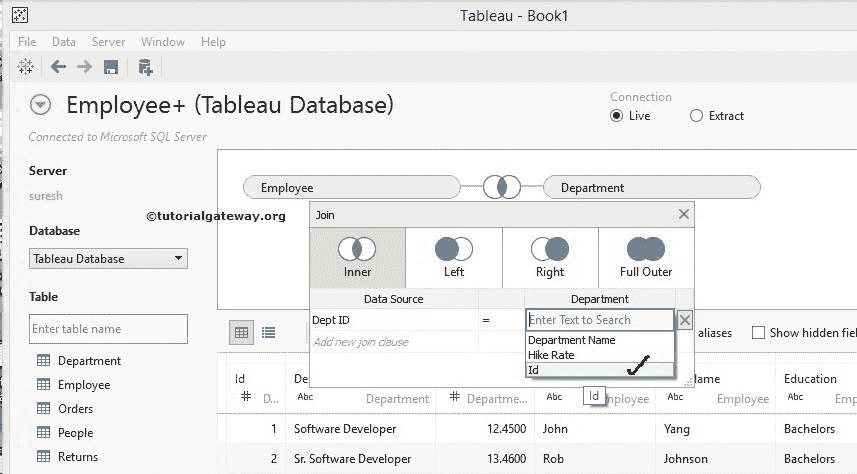 Tableau - Book1
File Data Server Window Help
Employee+ (Tableau Database)
Connected to Microsoft SQL Server
Connection
Live Extract
Server
suresh
Employee Department
©tutorialgateway.org
Join
Database
Tableau Database
Inner Left Right Full Outer
Table
Enter table name
Data Source Department
Dept ID = Enter Text to Search
Add new join clause
aliases Show hidden fiel
Department Name
Hike Rate
Id
Department
Employee
Orders
People
Returns
Id De ame Education
# D... Abc Department # Departme... Abc Id ployee Abc Employee Abc
1 Software Developer 12.4500 John Yang Bachelors
2 Sr. Software Developer 13.4600 Rob Johnson Bachelors